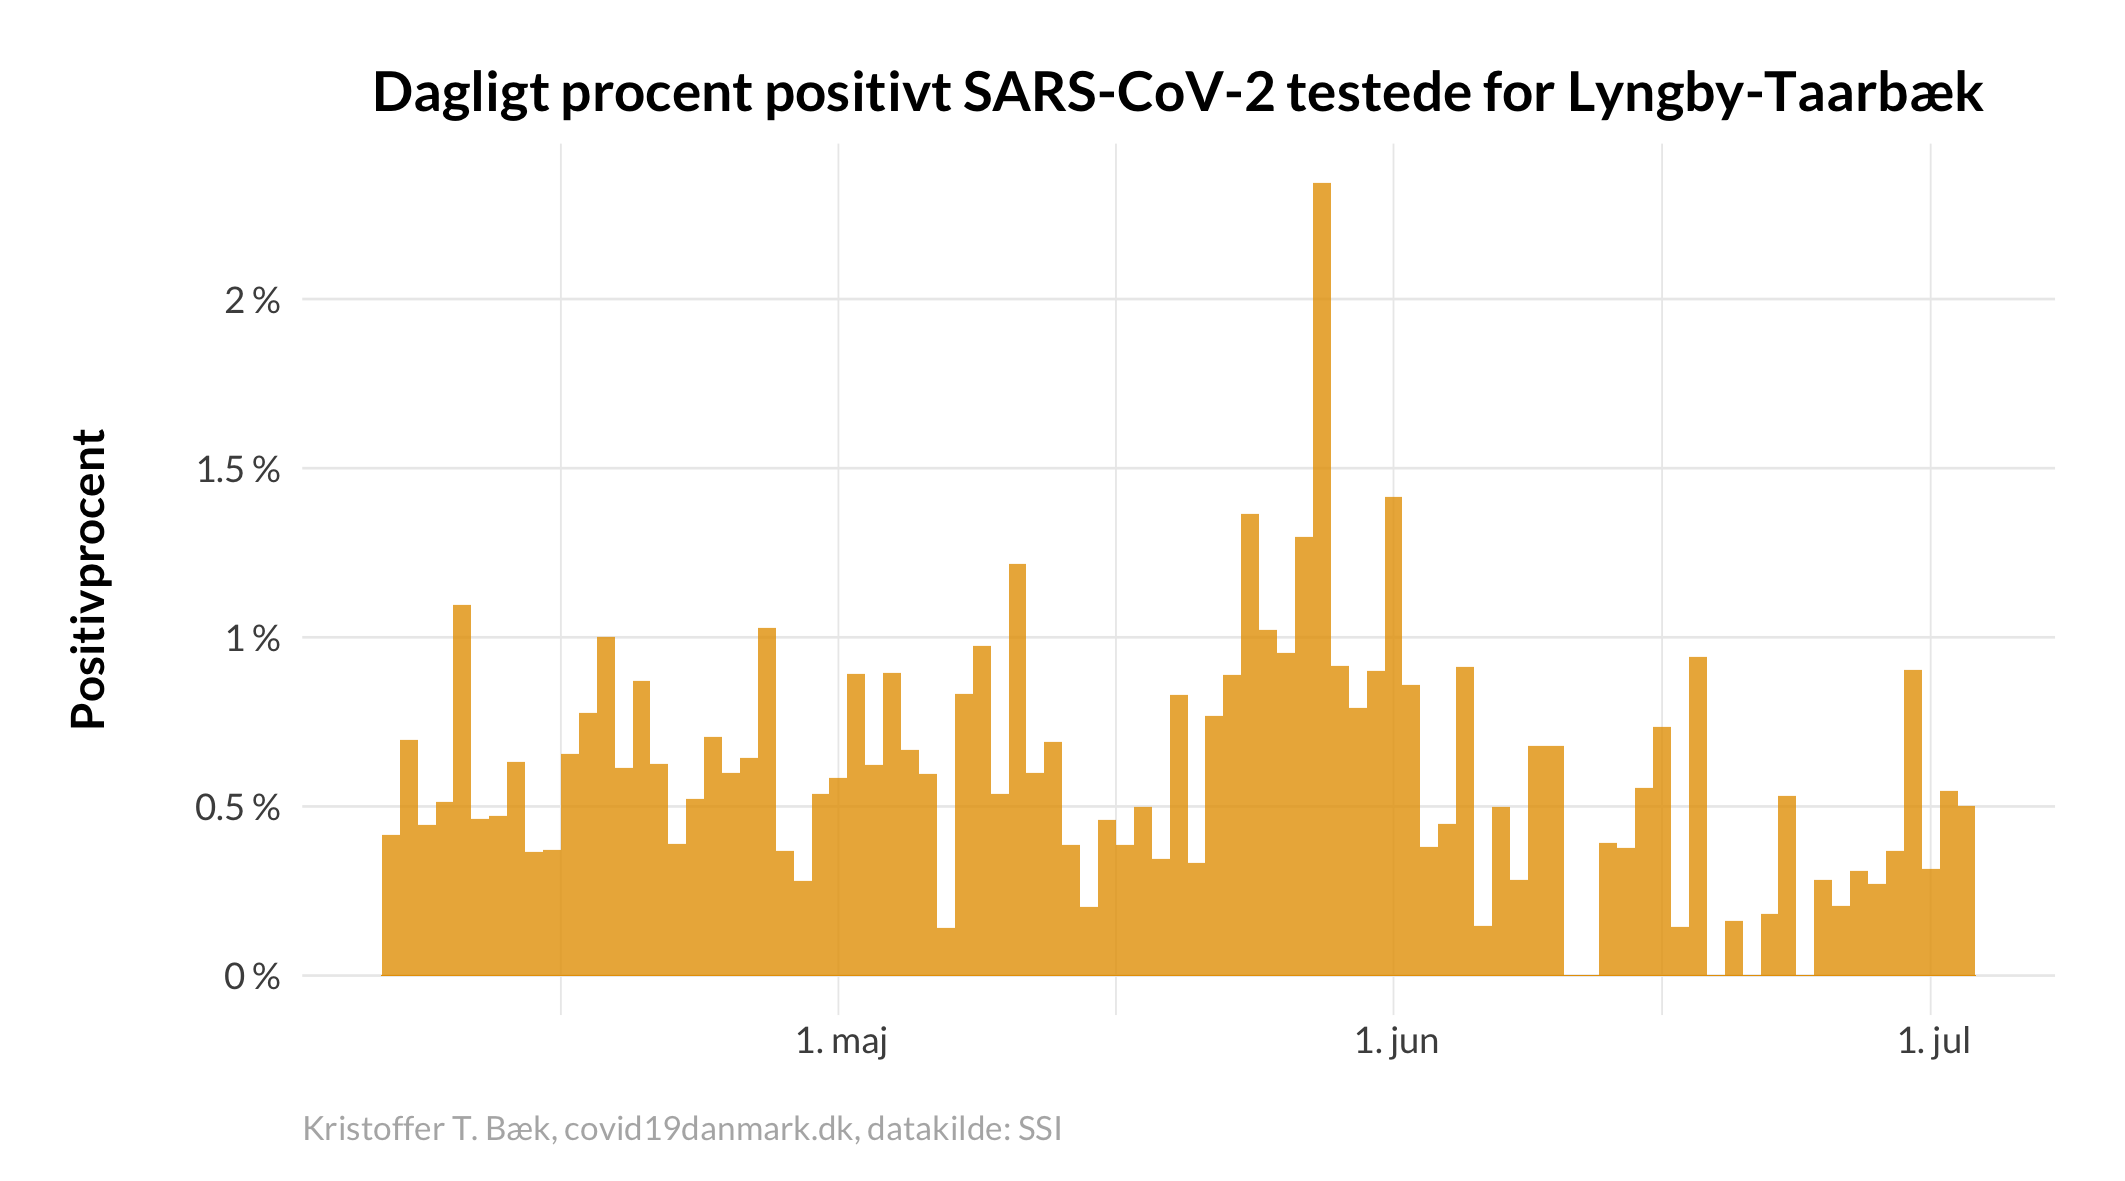 Dagligt procent positivt SARS-CoV-2 testede for Lyngby-Taarbæk
Positivprocent
2 %
1.5 %
1 %
0.5 %
0 %
1. maj
1. jun
1. jul
Kristoffer T. Bæk, covid19danmark.dk, datakilde: SSI